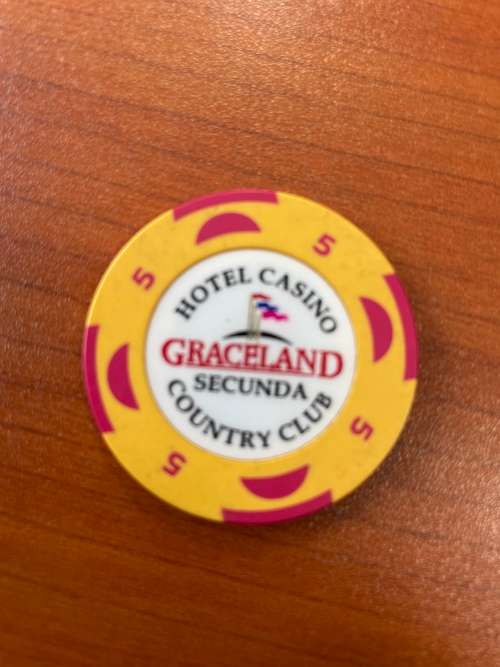 HOTEL CASINO
GRACELAND
SECUNDA
COUNTRY CLUB
5
5
5
5